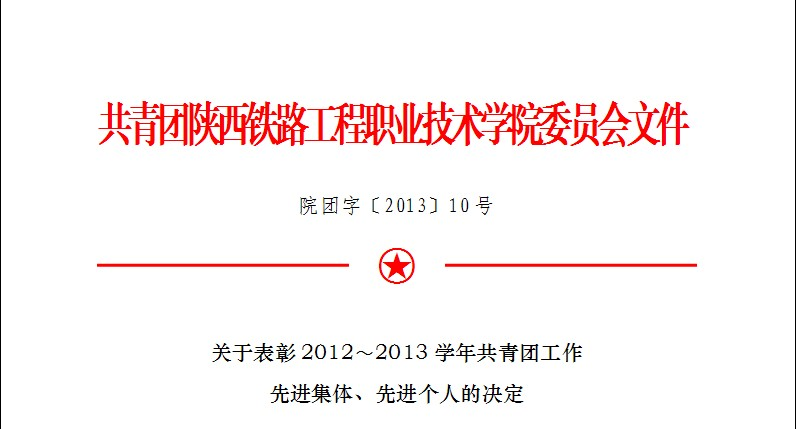 共青团陕西铁路工程职业技术学院委员会文件
院团字〔2013〕10号
关于表彰2012～2013学年共青团工作
先进集体、先进个人的决定